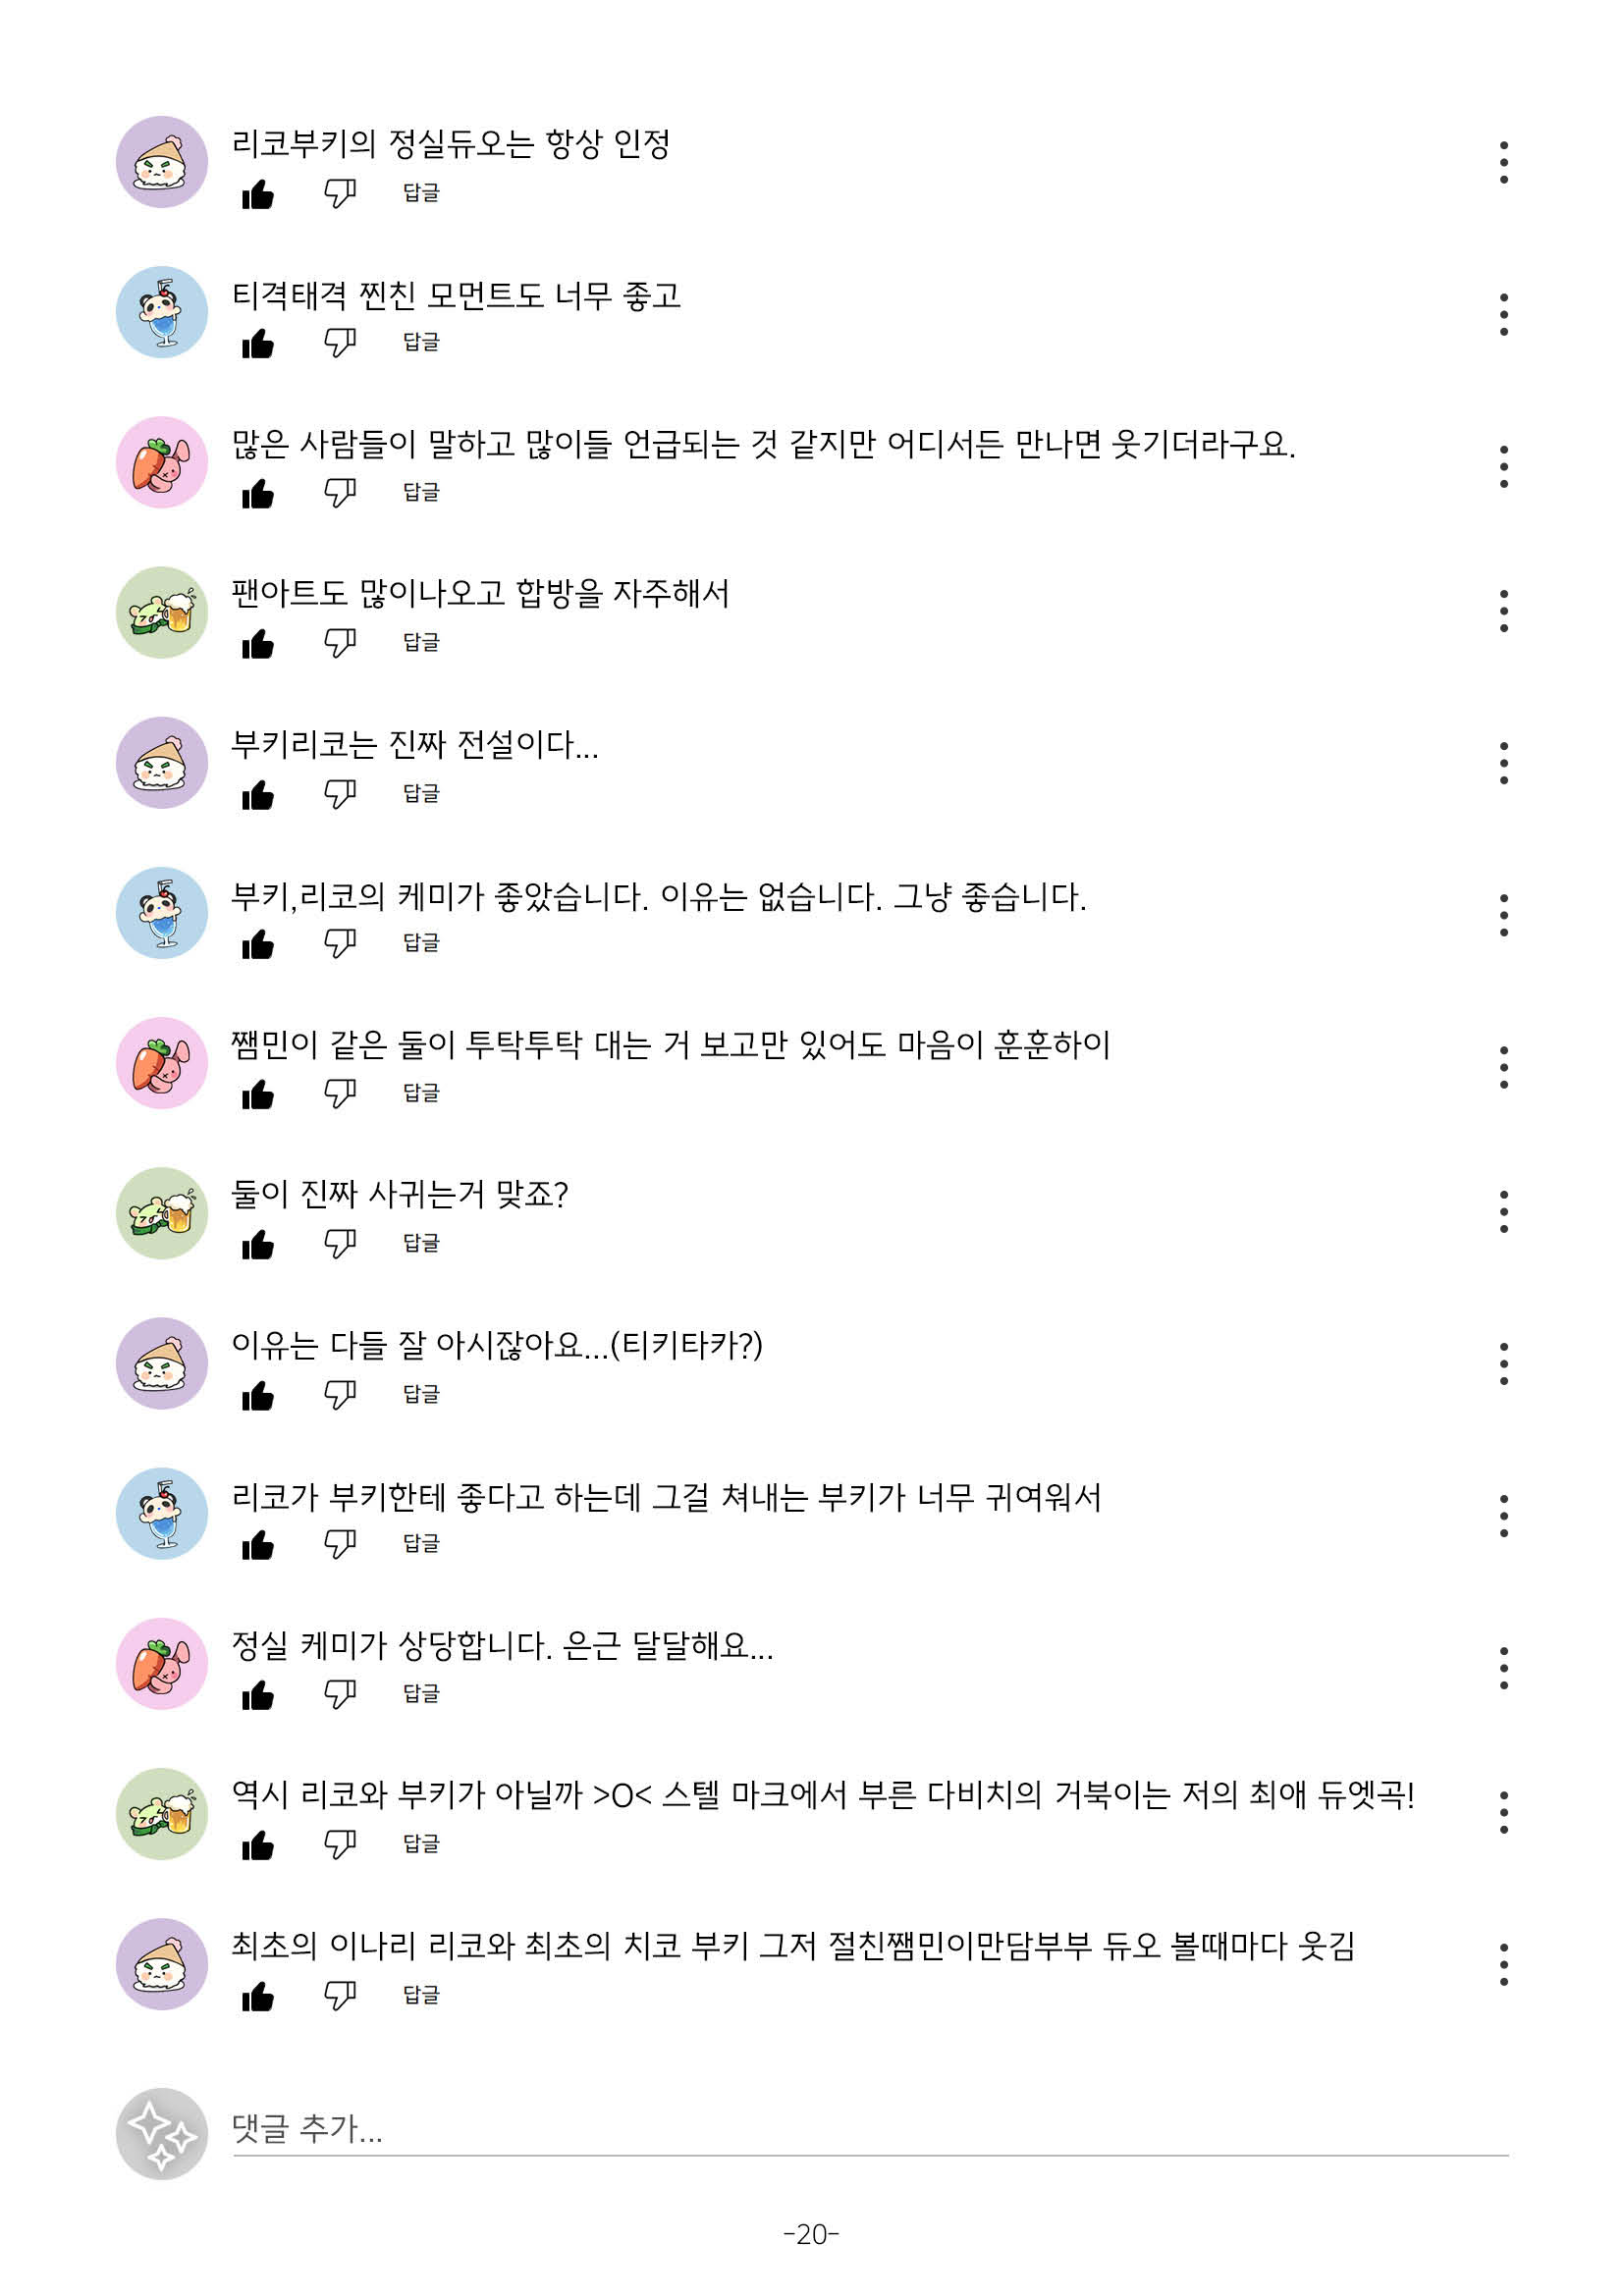 리코부키의 정실듀오는 항상 인정
답글
티격태격 찐친 모먼트도 너무 좋고
답글
많은 사람들이 말하고 많이들 언급되는 것 같지만 어디서든 만나면 웃기더라구요.
답글
팬아트도 많이나오고 합방을 자주해서
답글
부키리코는 진짜 전설이다...
답글
부키,리코의 케미가 좋았습니다. 이유는 없습니다. 그냥 좋습니다.
답글
쨈민이 같은 둘이 투탁투탁 대는 거 보고만 있어도 마음이 훈훈하이
답글
둘이 진짜 사귀는거 맞죠?
답글
이유는 다들 잘 아시잖아요...(티키타카?)
답글
리코가 부키한테 좋다고 하는데 그걸 쳐내는 부키가 너무 귀여워서
답글
정실 케미가 상당합니다. 은근 달달해요...
답글
역시 리코와 부키가 아닐까 >O< 스텔 마크에서 부른 다비치의 거북이는 저의 최애 듀엣곡!
답글
최초의 이나리 리코와 최초의 치코 부키 그저 절친쨈민이만담부부 듀오 볼때마다 웃김
답글
댓글 추가...
-20-